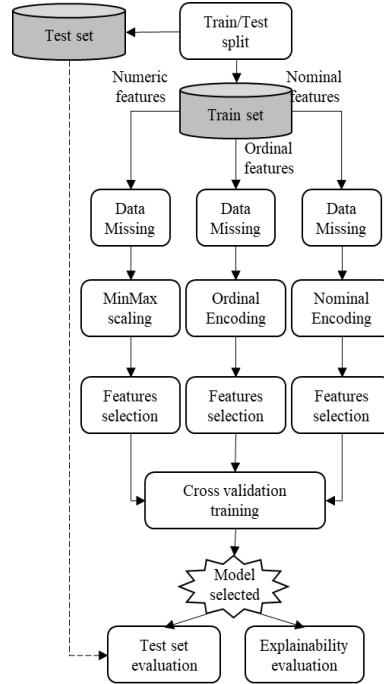 Test set
Train/Test
split
Numeric
features
Nominal
features
Train set
Ordinal
features
Data
Missing
Data
Missing
Data
Missing
MinMax
scaling
Ordinal
Encoding
Nominal
Encoding
Features
selection
Features
selection
Features
selection
Cross validation
training
Model
selected
Test set
evaluation
Explainability
evaluation